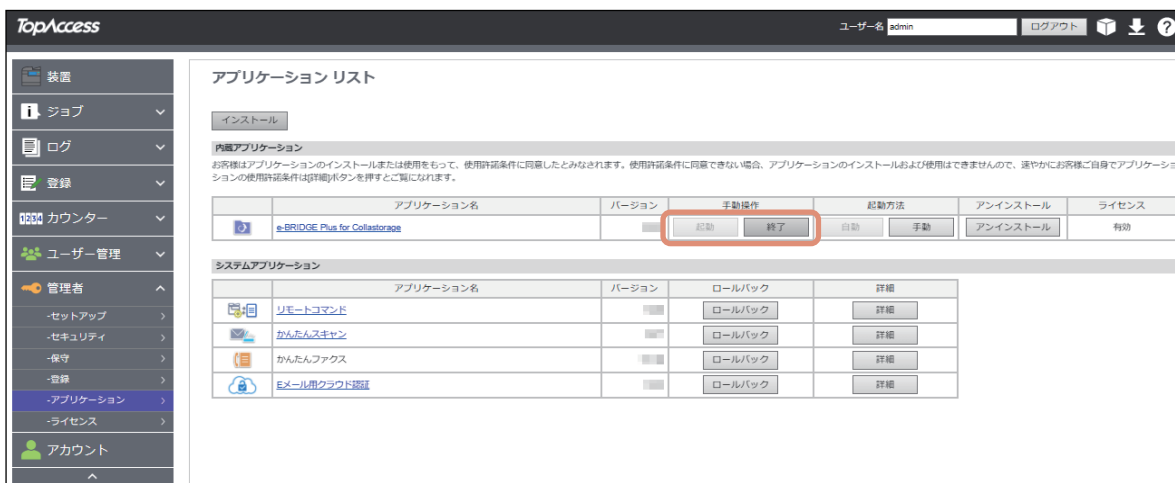 TopAccess
ユーザー名 admin ログアウト ?
装置
ジョブ
ログ
登録
1234 カウンター
ユーザー管理
管理者
-セットアップ
-セキュリティ
-保守
-登録
-アプリケーション
-ライセンス
アカウント
アプリケーション リスト
インストール
内蔵アプリケーション
お客様はアプリケーションのインストールまたは使用をもって、使用許諾条件に同意したとみなされます。使用許諾条件に同意できない場合、アプリケーションのインストールおよび使用はできませんので、速やかにお客様ご自身でアプリケーショ
ションの使用許諾条件は[詳細]ボタンを押すとご覧になれます。
アプリケーション名 バージョン 手動操作 起動方法 アンインストール ライセンス
e-BRIDGE Plus for Collastorage 起動 終了 自動 手動 アンインストール 有効
システムアプリケーション
アプリケーション名 バージョン ロールバック 詳細
リモートコマンド ロールバック 詳細
かんたんスキャン ロールバック 詳細
かんたんファクス ロールバック 詳細
Eメール用クラウド認証 ロールバック 詳細